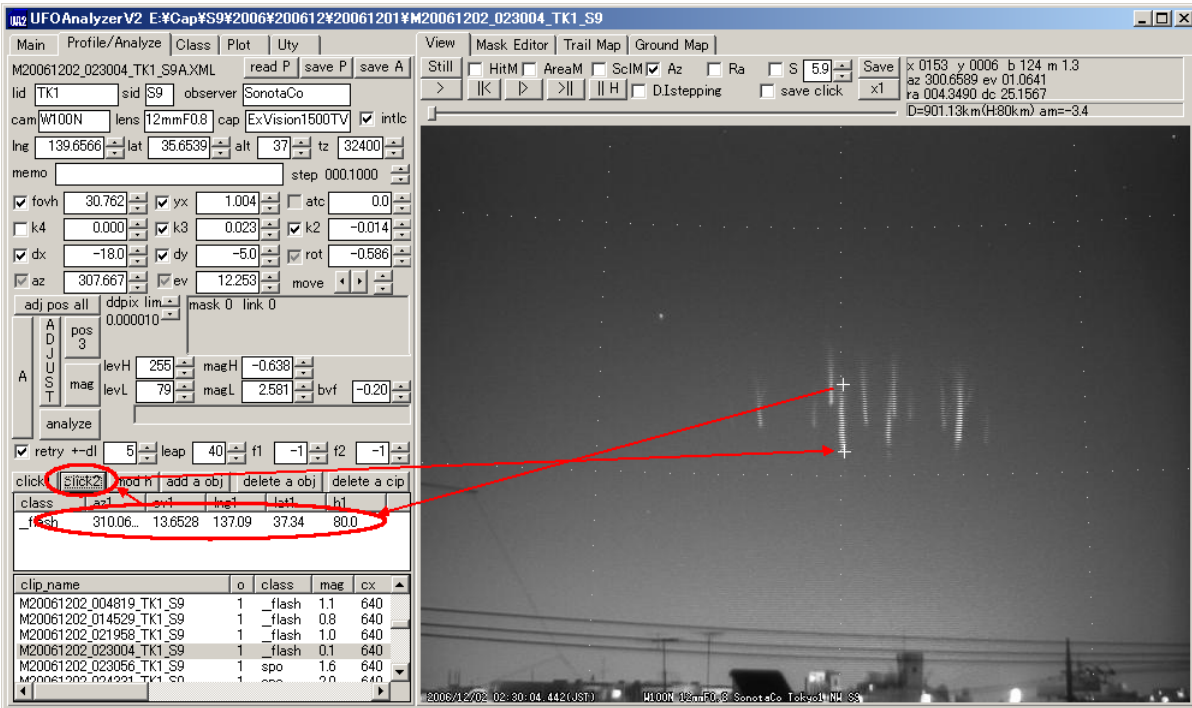 UFOAnalyzerV2 E:¥Cap¥S9¥2006¥200612¥20061201¥M20061202_023004_TK1_S9
Main Profile/Analyze Class Plot Uty
View Mask Editor Trail Map Ground Map
M20061202_023004_TK1_S9A.XML read P save P save A
Still HitM AreaM ScIM Az Ra S 5.9 Save
x 0153 y 0006 b 124 m 1.3
az 300.6589 ev 01.0641
ra 004.3490 dc 25.1567
D=901.13km(H:80km) am=-3.4
lid TK1 sid S9 observer SonotaCo
> |K >|| || H D.Istepping save click x1
cam W100N lens 12mmF0.8 cap ExVision1500TV intlc
lng 139.6566 lat 35.6539 alt 37 tz 32400
memo step 000.1000
fovh 30.762 yx 1.004 atc 0.0
k4 0.000 k3 0.023 k2 -0.014
dx -18.0 dy -5.0 rot -0.586
az 307.667 ev 12.253 move
adj pos all ddpix lim 0.000010 mask 0 link 0
A ADJUST pos 3
mag levH 255 magH -0.638
levL 79 magL 2.581 bvf -0.20
analyze
retry +-dl 5 leap 40 f1 -1 f2 -1
click click2 mod h add a obj delete a obj delete a cip
class az1 ev1 lng1 lat1 h1
_flash 310.06... 13.6528 137.09 37.34 80.0
clip_name o class mag cx
M20061202_004819_TK1_S9 1 _flash 1.1 640
M20061202_014529_TK1_S9 1 _flash 0.8 640
M20061202_021958_TK1_S9 1 _flash 1.0 640
M20061202_023004_TK1_S9 1 _flash 0.1 640
M20061202_023056_TK1_S9 1 spo 1.6 640
M20061202_024231_TK1_S9 1 spo 2.0 640
2006/12/02 02:30:04.442(JST) W100N 12mmF0.8 SonotaCo Tokyo1 NW S9